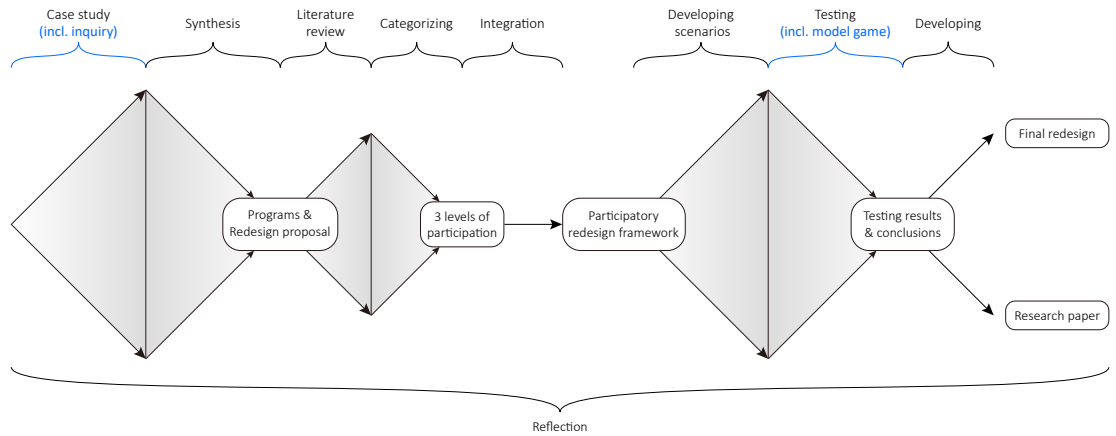 Case study
(incl. inquiry)
Synthesis
Literature
review
Categorizing
Integration
Developing
scenarios
Testing
(incl. model game)
Developing
Final redesign
Programs &
Redesign proposal
3 levels of
participation
Participatory
redesign framework
Testing results
& conclusions
Research paper
Reflection